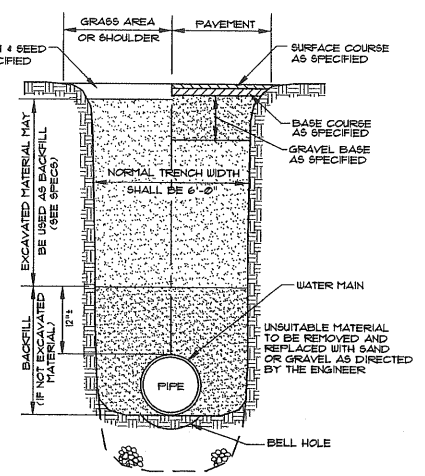 GRASS AREA
OR SHOULDER
PAVEMENT
& SEED
CIFIED
SURFACE COURSE
AS SPECIFIED
BASE COURSE
AS SPECIFIED
GRAVEL BASE
AS SPECIFIED
EXCAVATED MATERIAL MAY
BE USED AS BACKFILL
(SEE SPECS)
NORMAL TRENCH WIDTH
SHALL BE 6'-0"
BACKFILL
(IF NOT EXCAVATED
MATERIAL)
12"±
WATER MAIN
UNSUITABLE MATERIAL
TO BE REMOVED AND
REPLACED WITH SAND
OR GRAVEL AS DIRECTED
BY THE ENGINEER
PIPE
BELL HOLE